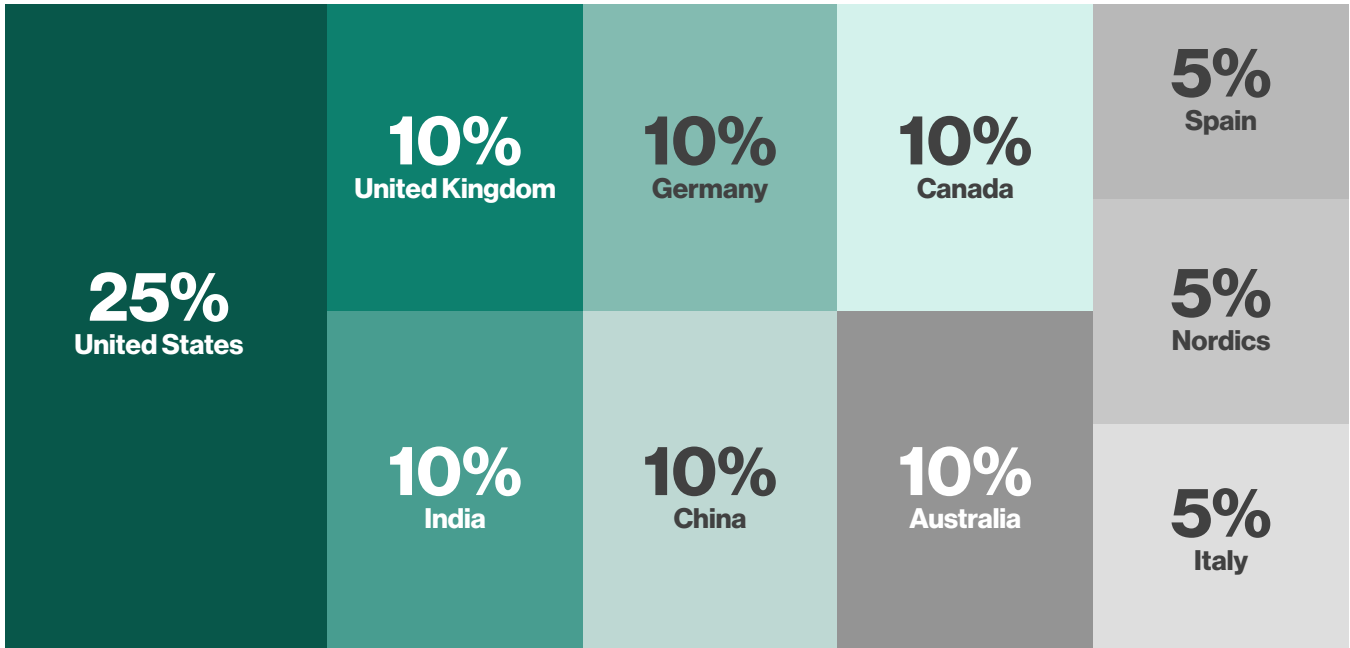 25%
United States
10%
United Kingdom
10%
Germany
10%
Canada
10%
India
10%
China
10%
Australia
5%
Spain
5%
Nordics
5%
Italy